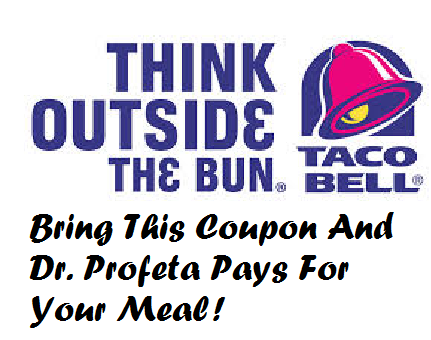 THINK
OUTSIDE
THE BUN.®
TACO
BELL®
Bring This Coupon And
Dr. Profeta Pays For
Your Meal!